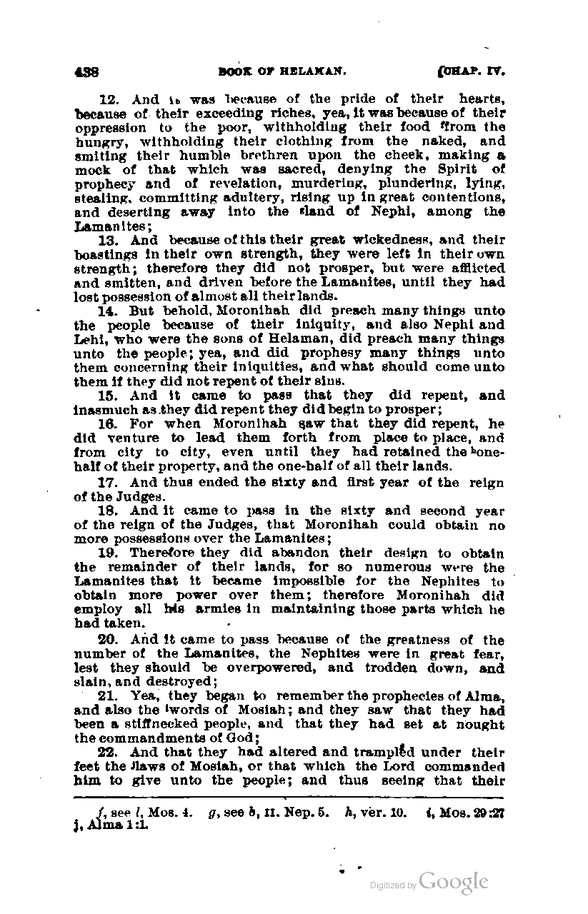 438 BOOK OF HELAMAN. (CHAP. IV.
12. And it was because of the pride of their hearts,
because of their exceeding riches, yea, it was because of their
oppression to the poor, withholding their food from the
hungry, withholding their clothing from the naked, and
smiting their humble brethren upon the cheek, making a
mock of that which was sacred, denying the Spirit of
prophecy and of revelation, murdering, plundering, lying,
stealing, committing adultery, rising up in great contentions,
and deserting away into the gland of Nephi, among the
Lamanites;
13. And because of this their great wickedness, and their
boastings in their own strength, they were left in their own
strength; therefore they did not prosper, but were afflicted
and smitten, and driven before the Lamanites, until they had
lost possession of almost all their lands.
14. But behold, Moronihah did preach many things unto
the people because of their iniquity, and also Nephi and
Lehi, who were the sons of Helaman, did preach many things
unto the people; yea, and did prophesy many things unto
them concerning their iniquities, and what should come unto
them if they did not repent of their sins.
15. And it came to pass that they did repent, and
inasmuch as they did repent they did begin to prosper;
16. For when Moronihah saw that they did repent, he
did venture to lead them forth from place to place, and
from city to city, even until they had retained the hone-
half of their property, and the one-half of all their lands.
17. And thus ended the sixty and first year of the reign
of the Judges.
18. And it came to pass in the sixty and second year
of the reign of the Judges, that Moronihah could obtain no
more possessions over the Lamanites;
19. Therefore they did abandon their design to obtain
the remainder of their lands, for so numerous were the
Lamanites that it became impossible for the Nephites to
obtain more power over them; therefore Moronihah did
employ all his armies in maintaining those parts which he
had taken.
20. And it came to pass because of the greatness of the
number of the Lamanites, the Nephites were in great fear,
lest they should be overpowered, and trodden down, and
slain, and destroyed;
21. Yea, they began to remember the prophecies of Alma,
and also the iwords of Mosiah; and they saw that they had
been a stiffnecked people, and that they had set at nought
the commandments of God;
22. And that they had altered and trampled under their
feet the jlaws of Mosiah, or that which the Lord commanded
him to give unto the people; and thus seeing that their
f, see l, Mos. 4. g, see b, II. Nep. 5. h, ver. 10. i, Mos. 29:27
j, Alma 1:1.
Digitized by Google